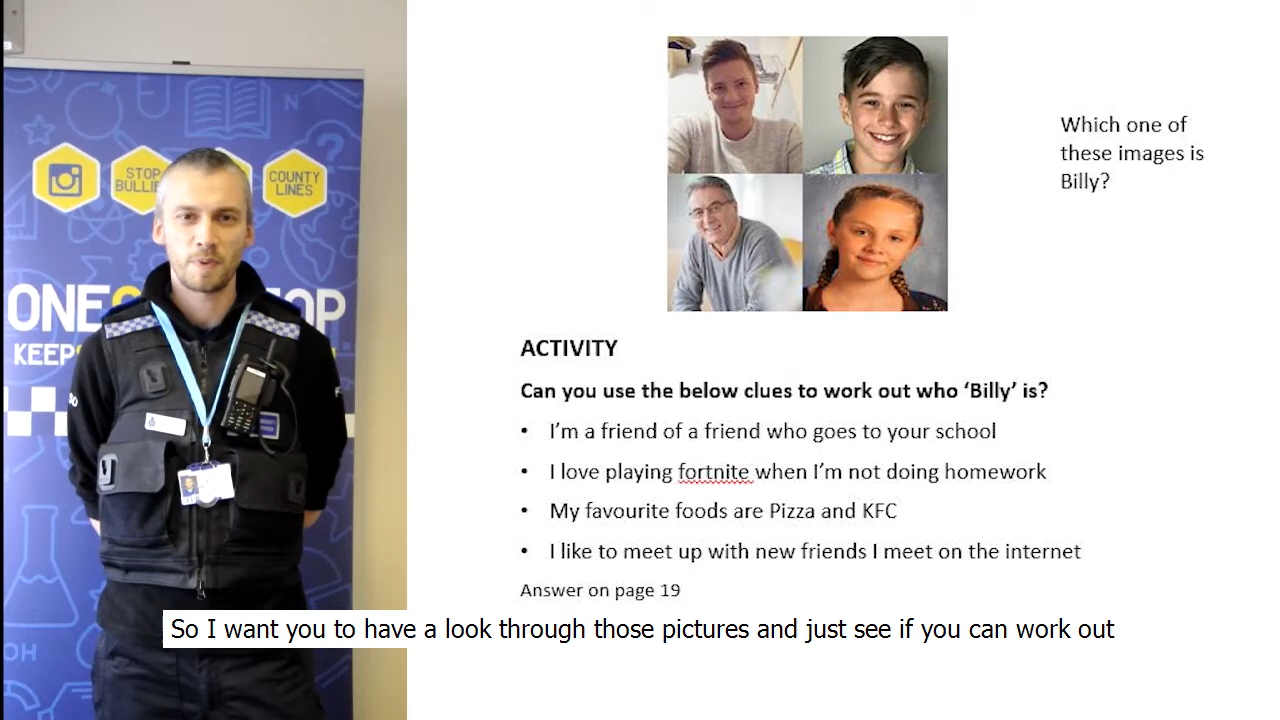 STOP
BULLIE
COUNTY
LINES
ONE
OP
KEEP
OH
Which one of
these images is
Billy?
ACTIVITY
Can you use the below clues to work out who ‘Billy’ is?
• I’m a friend of a friend who goes to your school
• I love playing fortnite when I’m not doing homework
• My favourite foods are Pizza and KFC
• I like to meet up with new friends I meet on the internet
Answer on page 19
So I want you to have a look through those pictures and just see if you can work out